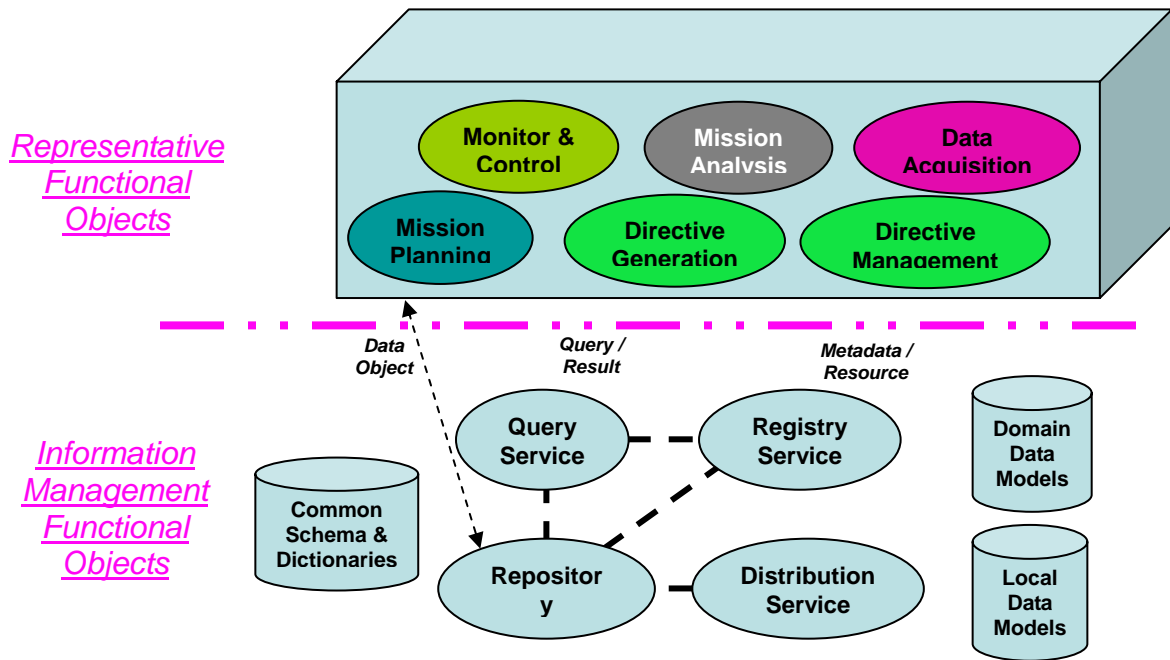 Representative
Functional
Objects
Monitor &
Control
Mission
Analysis
Data
Acquisition
Mission
Planning
Directive
Generation
Directive
Management
Data
Object
Query /
Result
Metadata /
Resource
Information
Management
Functional
Objects
Common
Schema &
Dictionaries
Query
Service
Registry
Service
Repositor
y
Distribution
Service
Domain
Data
Models
Local
Data
Models